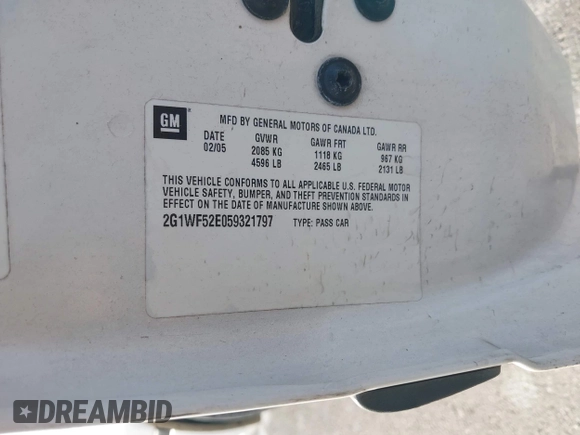 GM
MFD BY GENERAL MOTORS OF CANADA LTD.
DATE GVWR GAWR FRT GAWR RR
02/05 2085 KG 1118 KG 967 KG
4596 LB 2465 LB 2131 LB
THIS VEHICLE CONFORMS TO ALL APPLICABLE U.S. FEDERAL MOTOR
VEHICLE SAFETY, BUMPER, AND THEFT PREVENTION STANDARDS IN
EFFECT ON THE DATE OF MANUFACTURE SHOWN ABOVE.
2G1WF52E059321797 TYPE: PASS CAR
DREAMBID